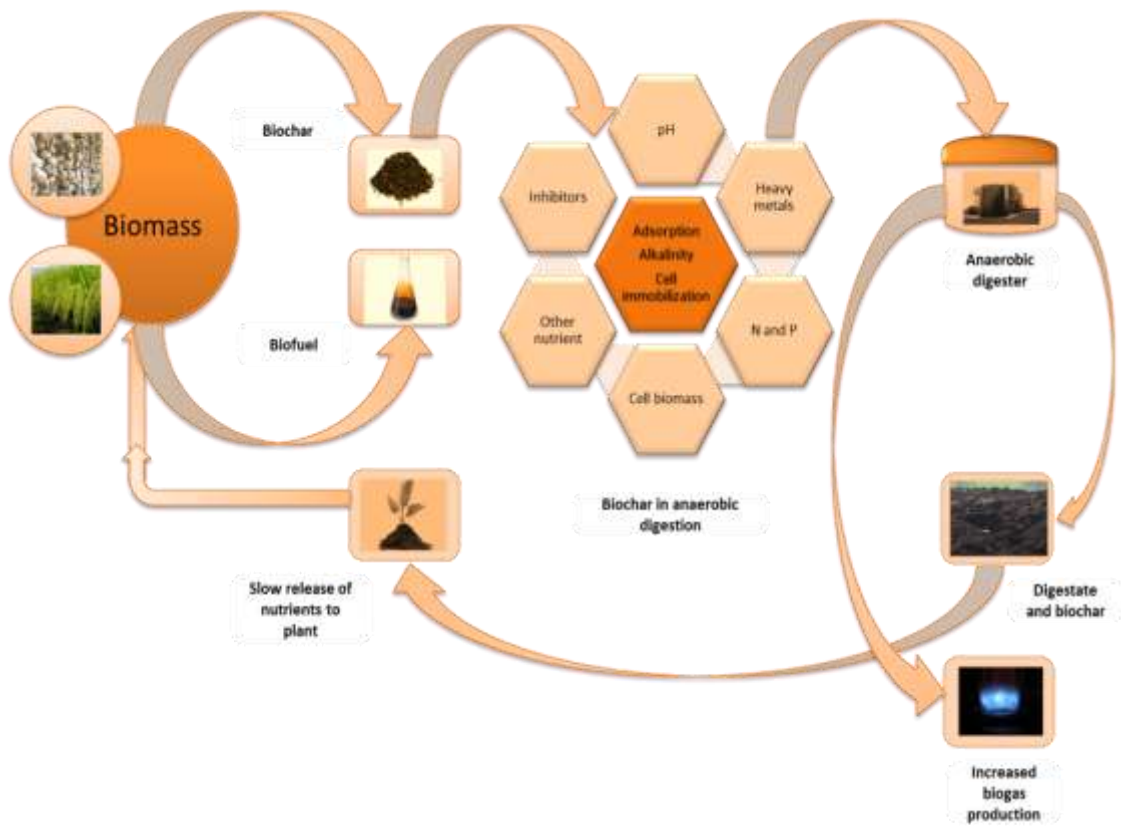 Biomass
Biochar
Biofuel
pH
Inhibitors
Heavy
metals
Adsorption
Alkalinity
Cell
immobilization
Other
nutrient
N and P
Cell biomass
Biochar in anaerobic
digestion
Anaerobic
digester
Slow release of
nutrients to
plant
Digestate
and biochar
Increased
biogas
production